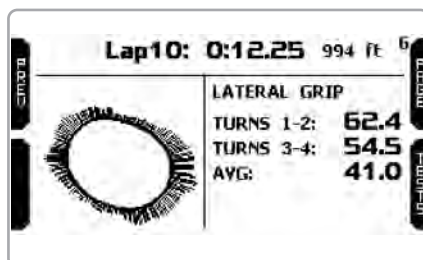 Lap10: 0:12.25 994 ft 6
PREV
PAGE
LATERAL GRIP
TURNS 1-2: 62.4
TURNS 3-4: 54.5
AVG: 41.0
TESTS